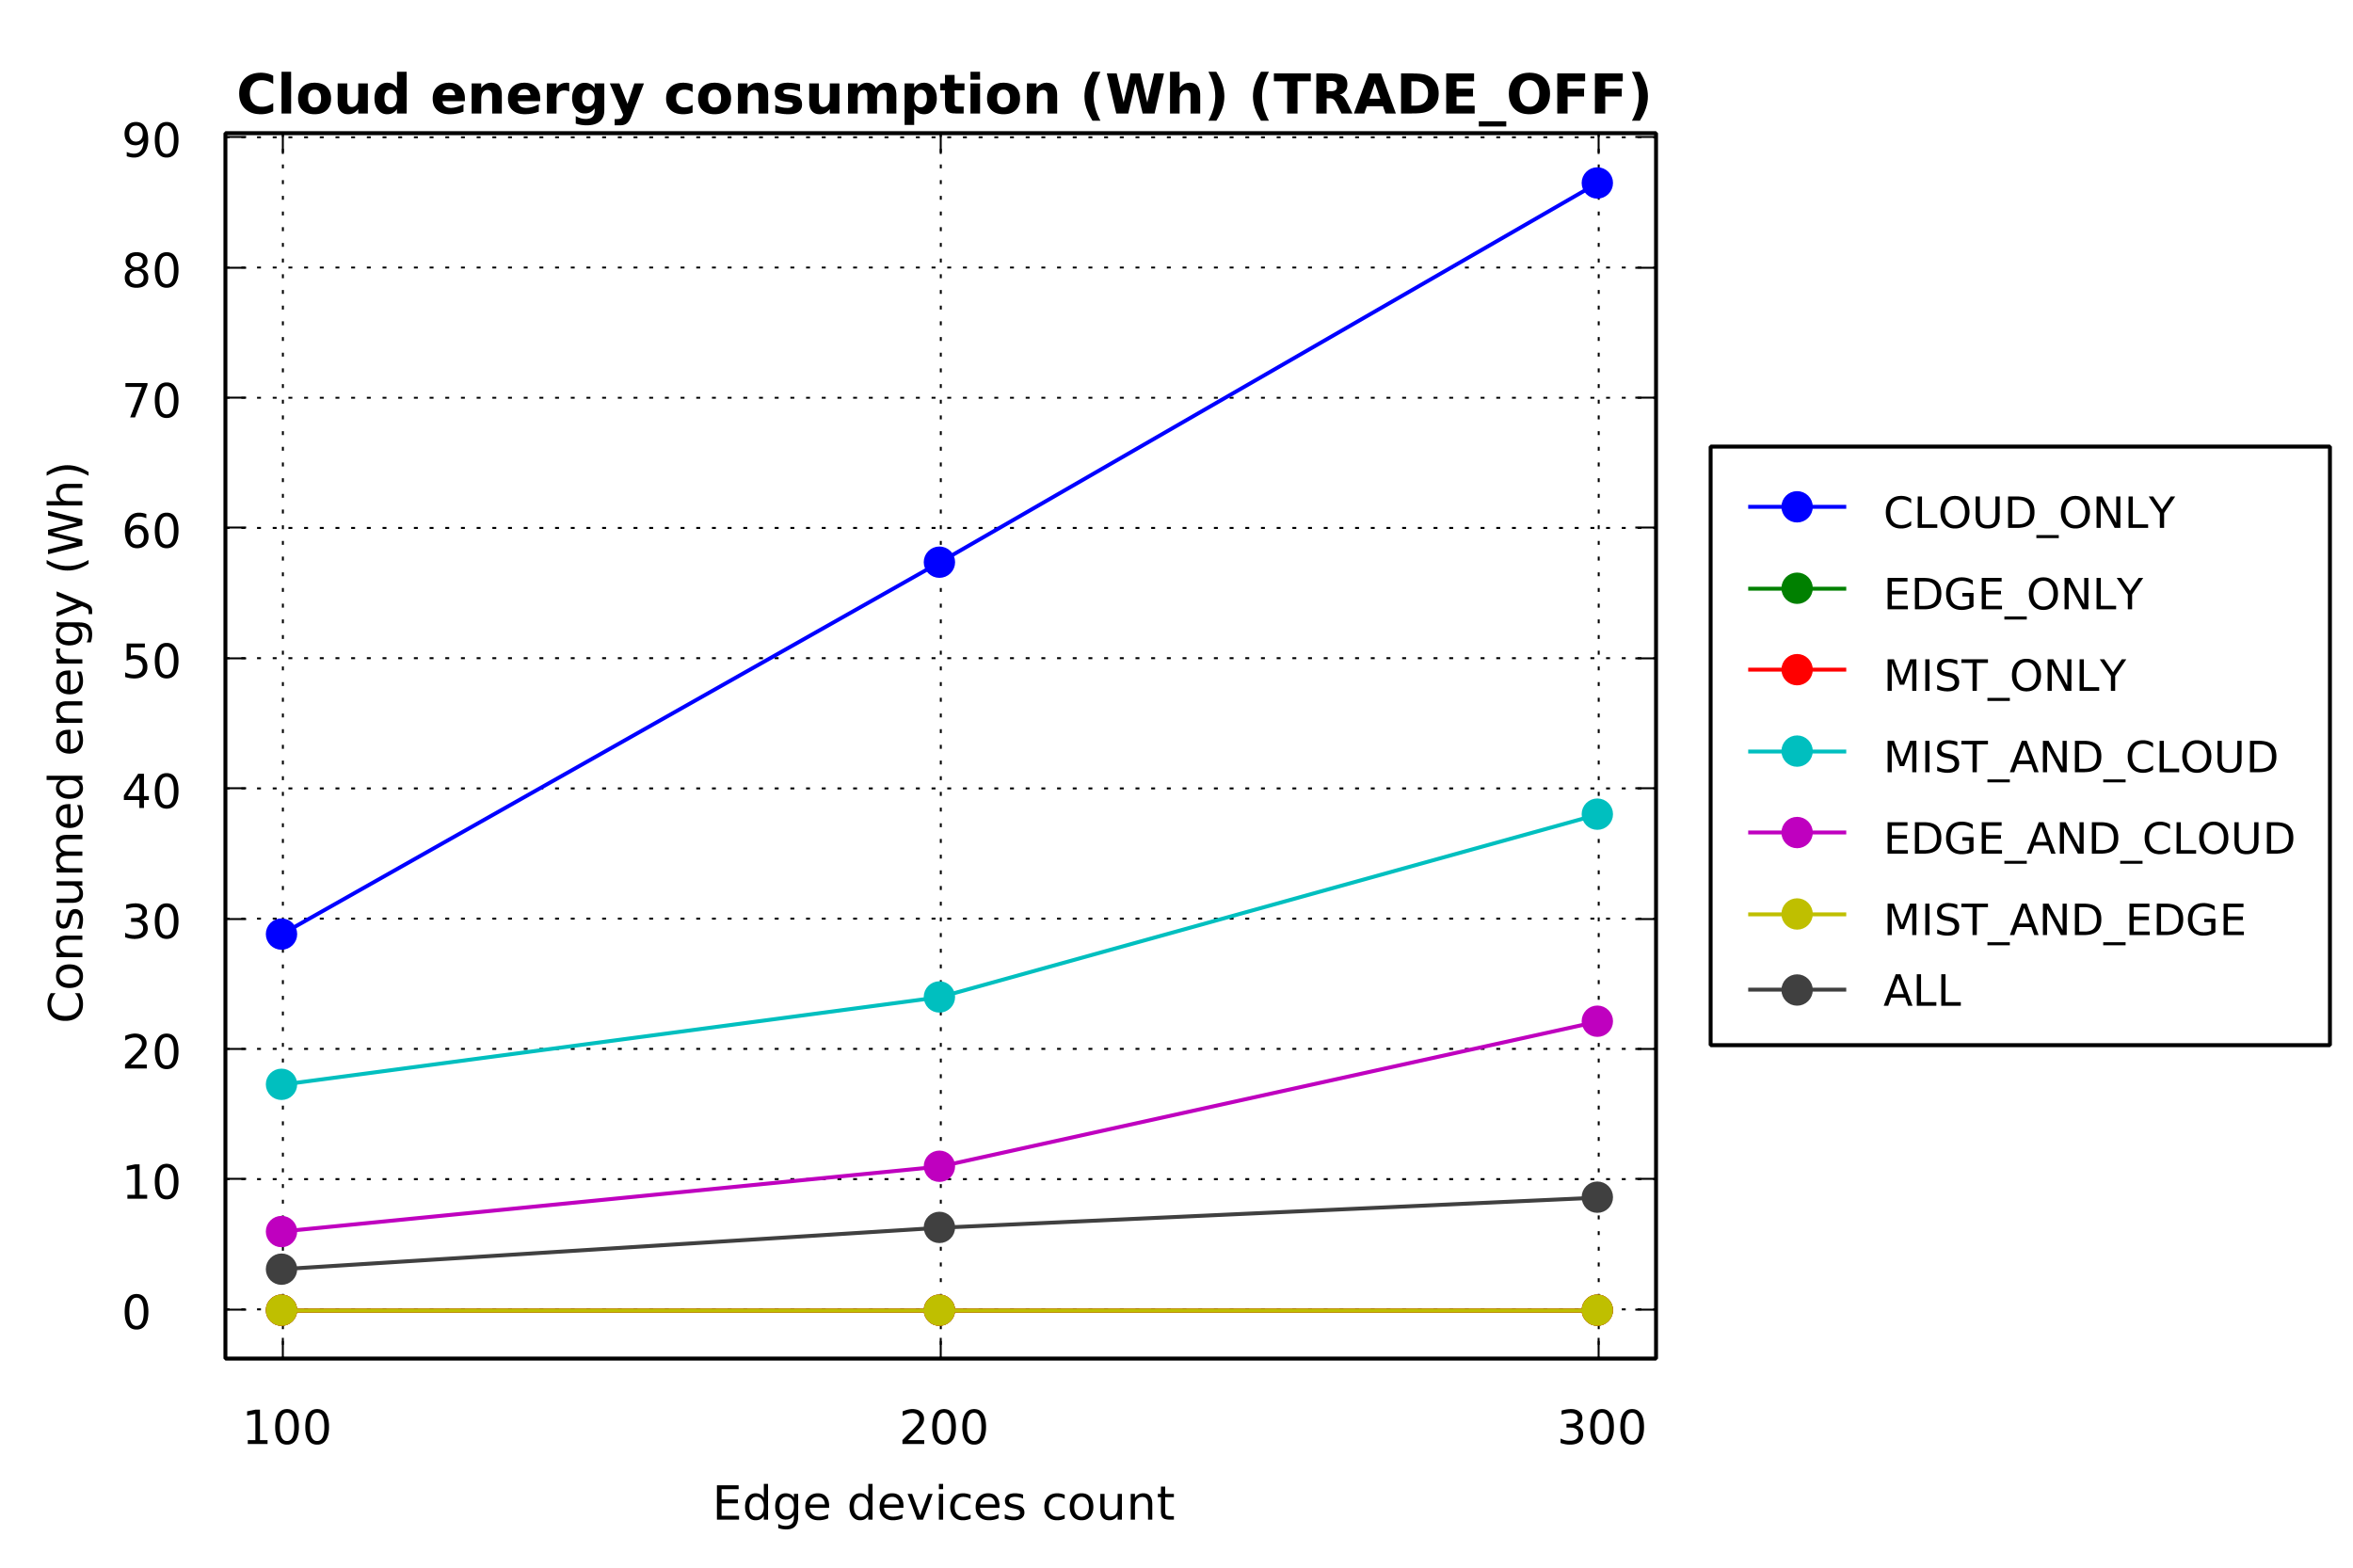 Cloud energy consumption (Wh) (TRADE_OFF)
90
80
70
60
50
40
30
20
10
0
Consumed energy (Wh)
100 200 300
Edge devices count
CLOUD_ONLY
EDGE_ONLY
MIST_ONLY
MIST_AND_CLOUD
EDGE_AND_CLOUD
MIST_AND_EDGE
ALL